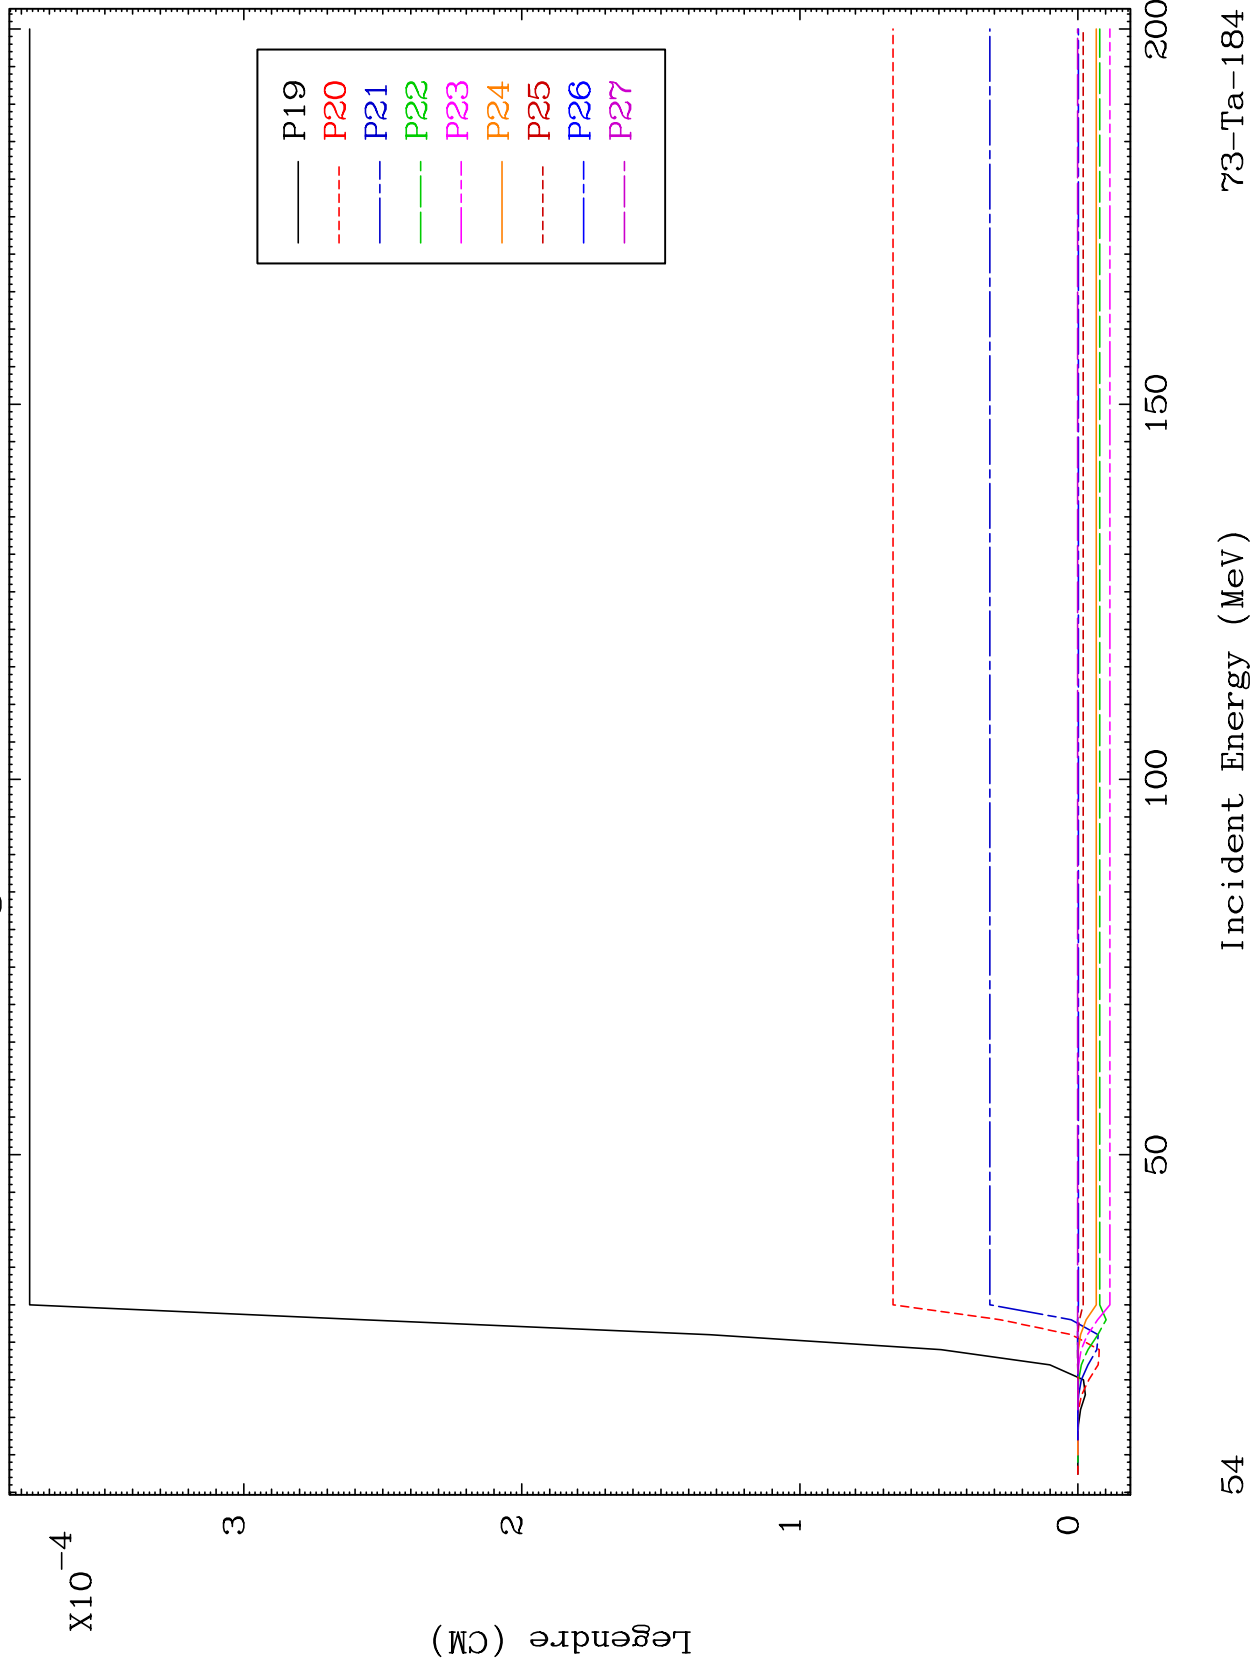 X10-4
3
2
1
0
Legendre (CM)
P19
P20
P21
P22
P23
P24
P25
P26
P27
50
100
150
200
Incident Energy (MeV)
54
73-Ta-184